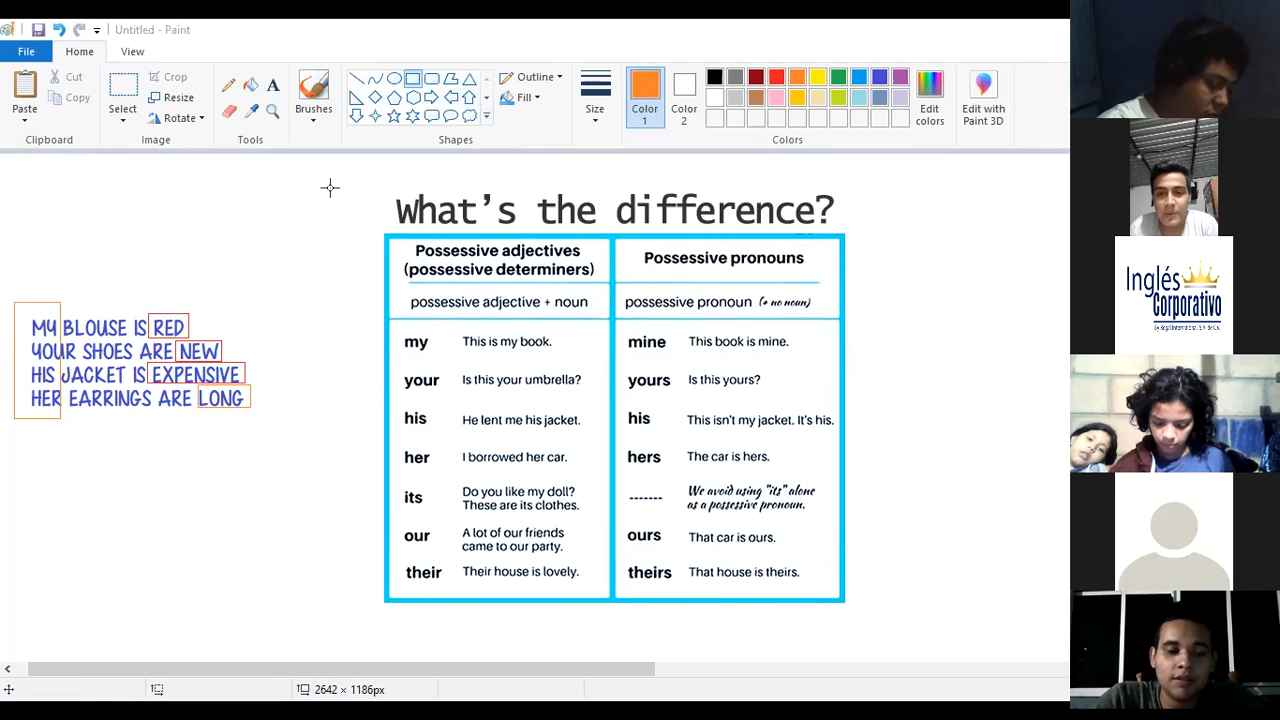 Untitled - Paint
File Home View
Paste
Cut
Copy
Clipboard
Select
Crop
Resize
Rotate
Image
Tools
Brushes
Shapes
Outline
Fill
Size
Color 1
Color 2
Colors
Edit colors
Edit with Paint 3D
What's the difference?
Possessive adjectives
(possessive determiners)
Possessive pronouns
possessive adjective + noun
possessive pronoun (+ no noun)
my This is my book.
mine This book is mine.
your Is this your umbrella?
yours Is this yours?
his He lent me his jacket.
his This isn't my jacket. It's his.
her I borrowed her car.
hers The car is hers.
its Do you like my doll?
These are its clothes.
------- We avoid using "its" alone
as a possessive pronoun.
our A lot of our friends
came to our party.
ours That car is ours.
their Their house is lovely.
theirs That house is theirs.
MY BLOUSE IS RED
YOUR SHOES ARE NEW
HIS JACKET IS EXPENSIVE
HER EARRINGS ARE LONG
2642 × 1186px
Inglés
Corporativo
By Regal International, S.A. de C.V.